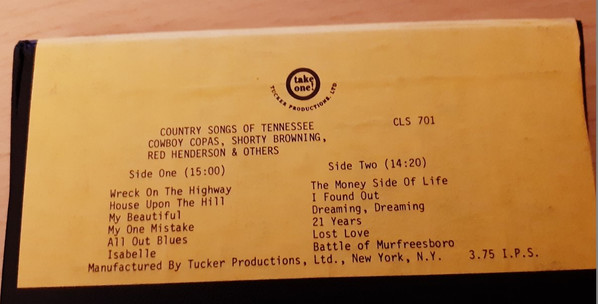 take
one!
TUCKER PRODUCTIONS, LTD
COUNTRY SONGS OF TENNESSEE
CLS 701
COWBOY COPAS, SHORTY BROWNING,
RED HENDERSON & OTHERS
Side One (15:00)
Wreck On The Highway
House Upon The Hill
My Beautiful
My One Mistake
All Out Blues
Isabelle
Side Two (14:20)
The Money Side Of Life
I Found Out
Dreaming, Dreaming
21 Years
Lost Love
Battle of Murfreesboro
Manufactured By Tucker Productions, Ltd., New York, N.Y. 3.75 I.P.S.